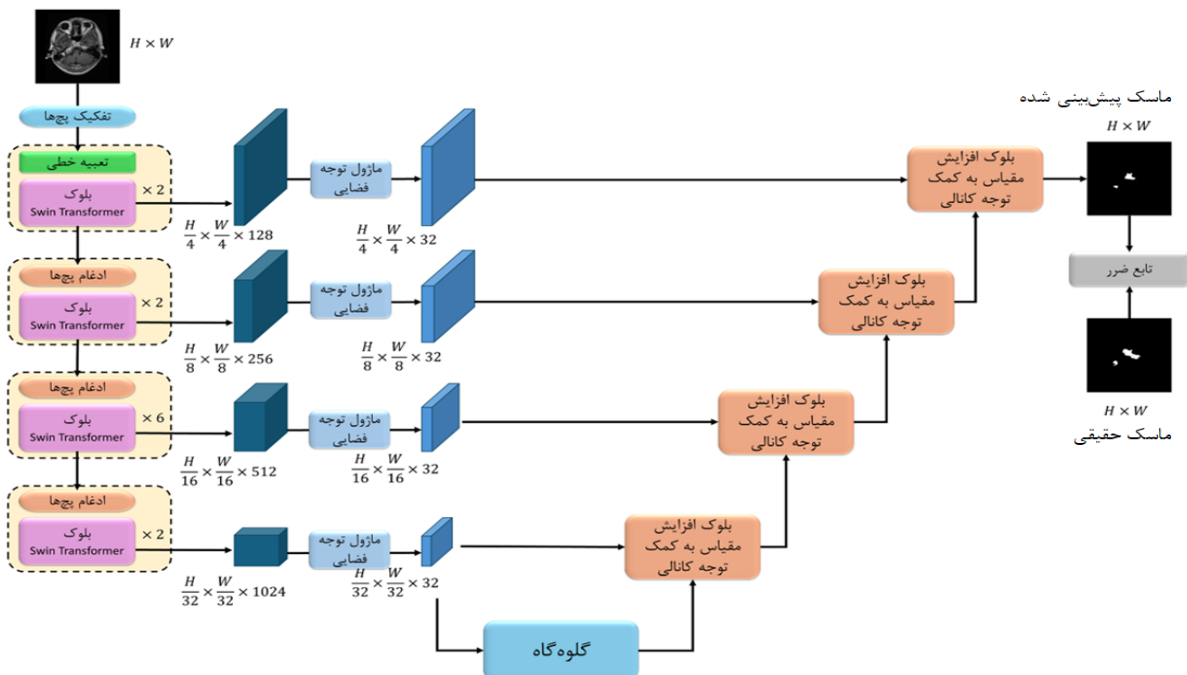 H × W
تفکیک پچ‌ها
تعبیه خطی
بلوک
Swin Transformer
× 2
H/4 × W/4 × 128
ماژول توجه
فضایی
H/4 × W/4 × 32
بلوک افزایش
مقیاس به کمک
توجه کانالی
ماسک پیش‌بینی شده
H × W
ادغام پچ‌ها
بلوک
Swin Transformer
× 2
H/8 × W/8 × 256
ماژول توجه
فضایی
H/8 × W/8 × 32
بلوک افزایش
مقیاس به کمک
توجه کانالی
تابع ضرر
H × W
ماسک حقیقی
ادغام پچ‌ها
بلوک
Swin Transformer
× 6
H/16 × W/16 × 512
ماژول توجه
فضایی
H/16 × W/16 × 32
بلوک افزایش
مقیاس به کمک
توجه کانالی
ادغام پچ‌ها
بلوک
Swin Transformer
× 2
H/32 × W/32 × 1024
ماژول توجه
فضایی
H/32 × W/32 × 32
بلوک افزایش
مقیاس به کمک
توجه کانالی
گلوه‌گاه